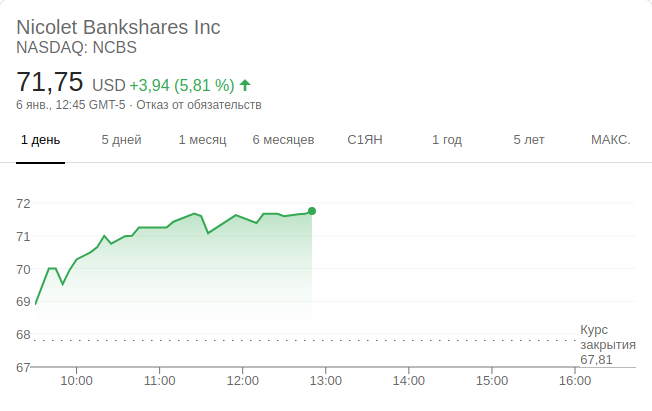 Nicolet Bankshares Inc
NASDAQ: NCBS
71,75 USD +3,94 (5,81 %)
6 янв., 12:45 GMT-5 · Отказ от обязательств
1 день 5 дней 1 месяц 6 месяцев С1ЯН 1 год 5 лет МАКС.
72
71
70
69
68
67
Курс
закрытия
67,81
10:00 11:00 12:00 13:00 14:00 15:00 16:00